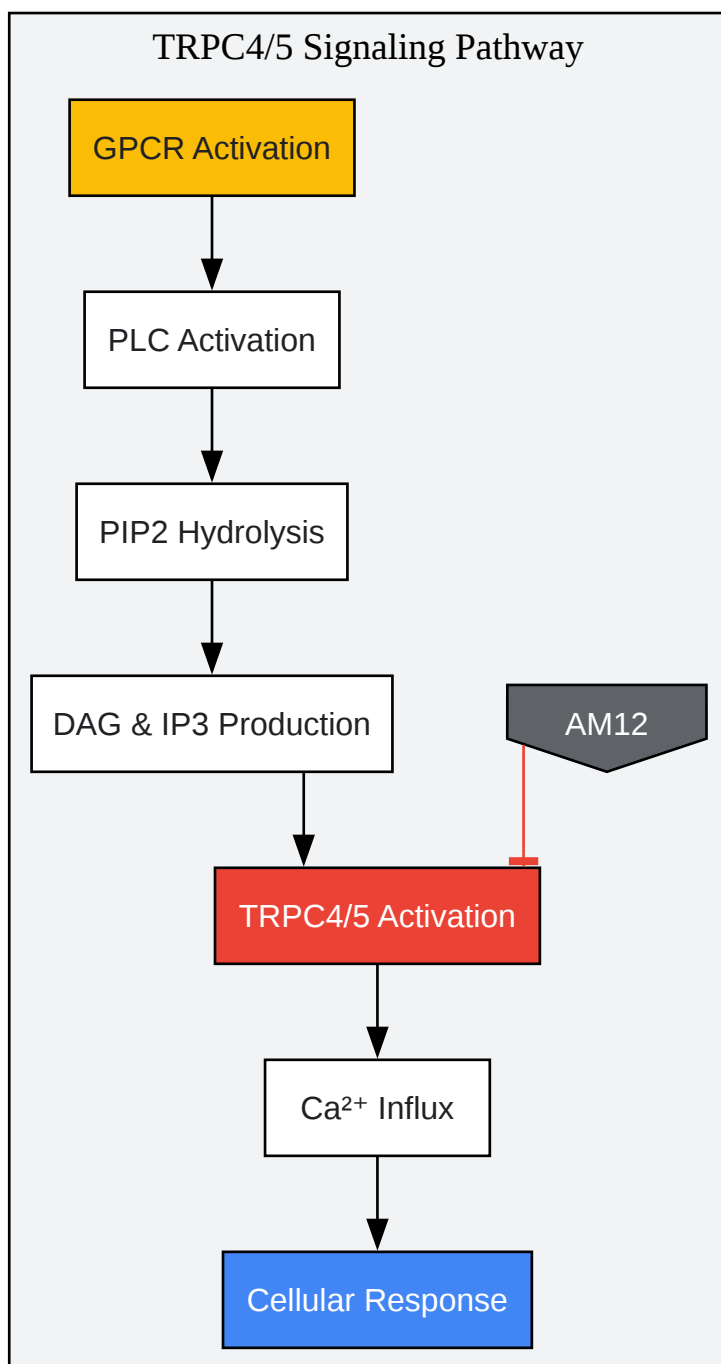 TRPC4/5 Signaling Pathway
GPCR Activation
PLC Activation
PIP2 Hydrolysis
DAG & IP3 Production
AM12
TRPC4/5 Activation
Ca²⁺ Influx
Cellular Response